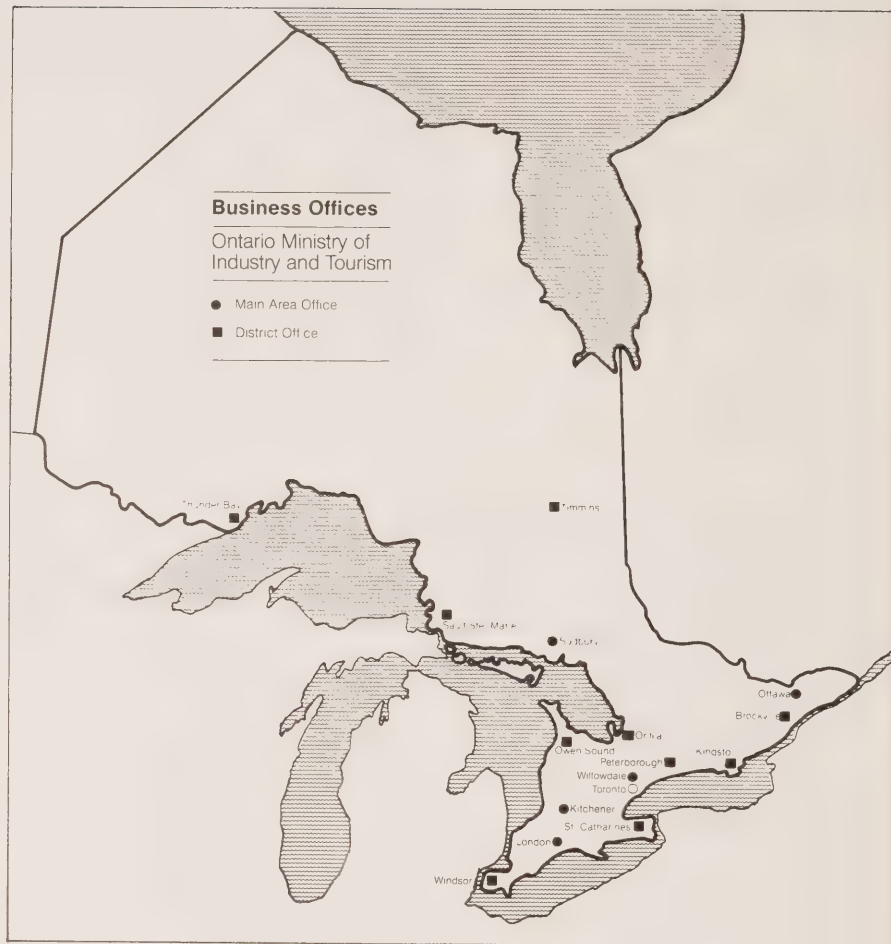 Business Offices
Ontario Ministry of
Industry and Tourism
Main Area Office
District Office
Thunder Bay
Timmins
Sault Ste. Marie
Sudbury
Ottawa
Brockville
Orillia
Owen Sound
Kingston
Peterborough
Willowdale
Toronto
Kitchener
St. Catharines
London
Windsor